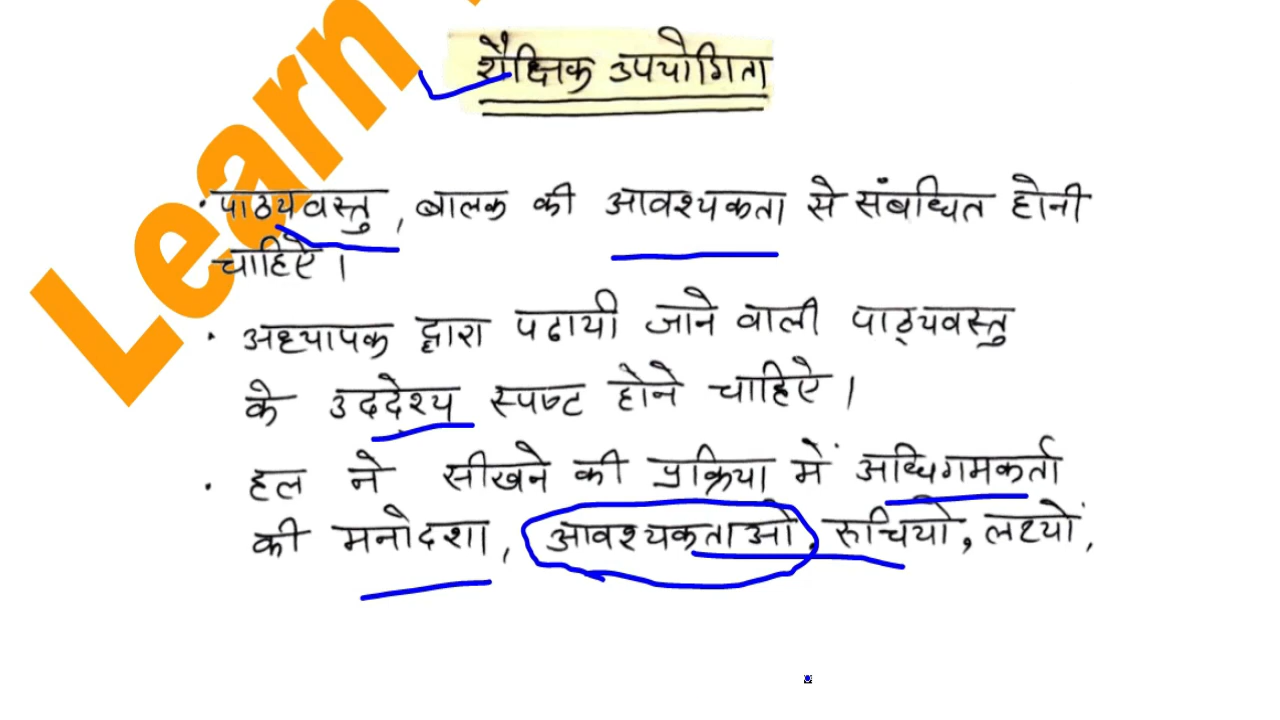 Learn
शैक्षिक उपयोगिता
· पाठ्यवस्तु, बालक की आवश्यकता से संबंधित होनी
चाहिऐ।
· अध्यापक द्वारा पढायी जाने वाली पाठ्यवस्तु
के उददेश्य स्पष्ट होने चाहिऐ।
· हल ने सीखने की प्रक्रिया में अधिगमकर्ता
की मनोदशा, आवश्यकताओ, रूचियो, लक्ष्यों,